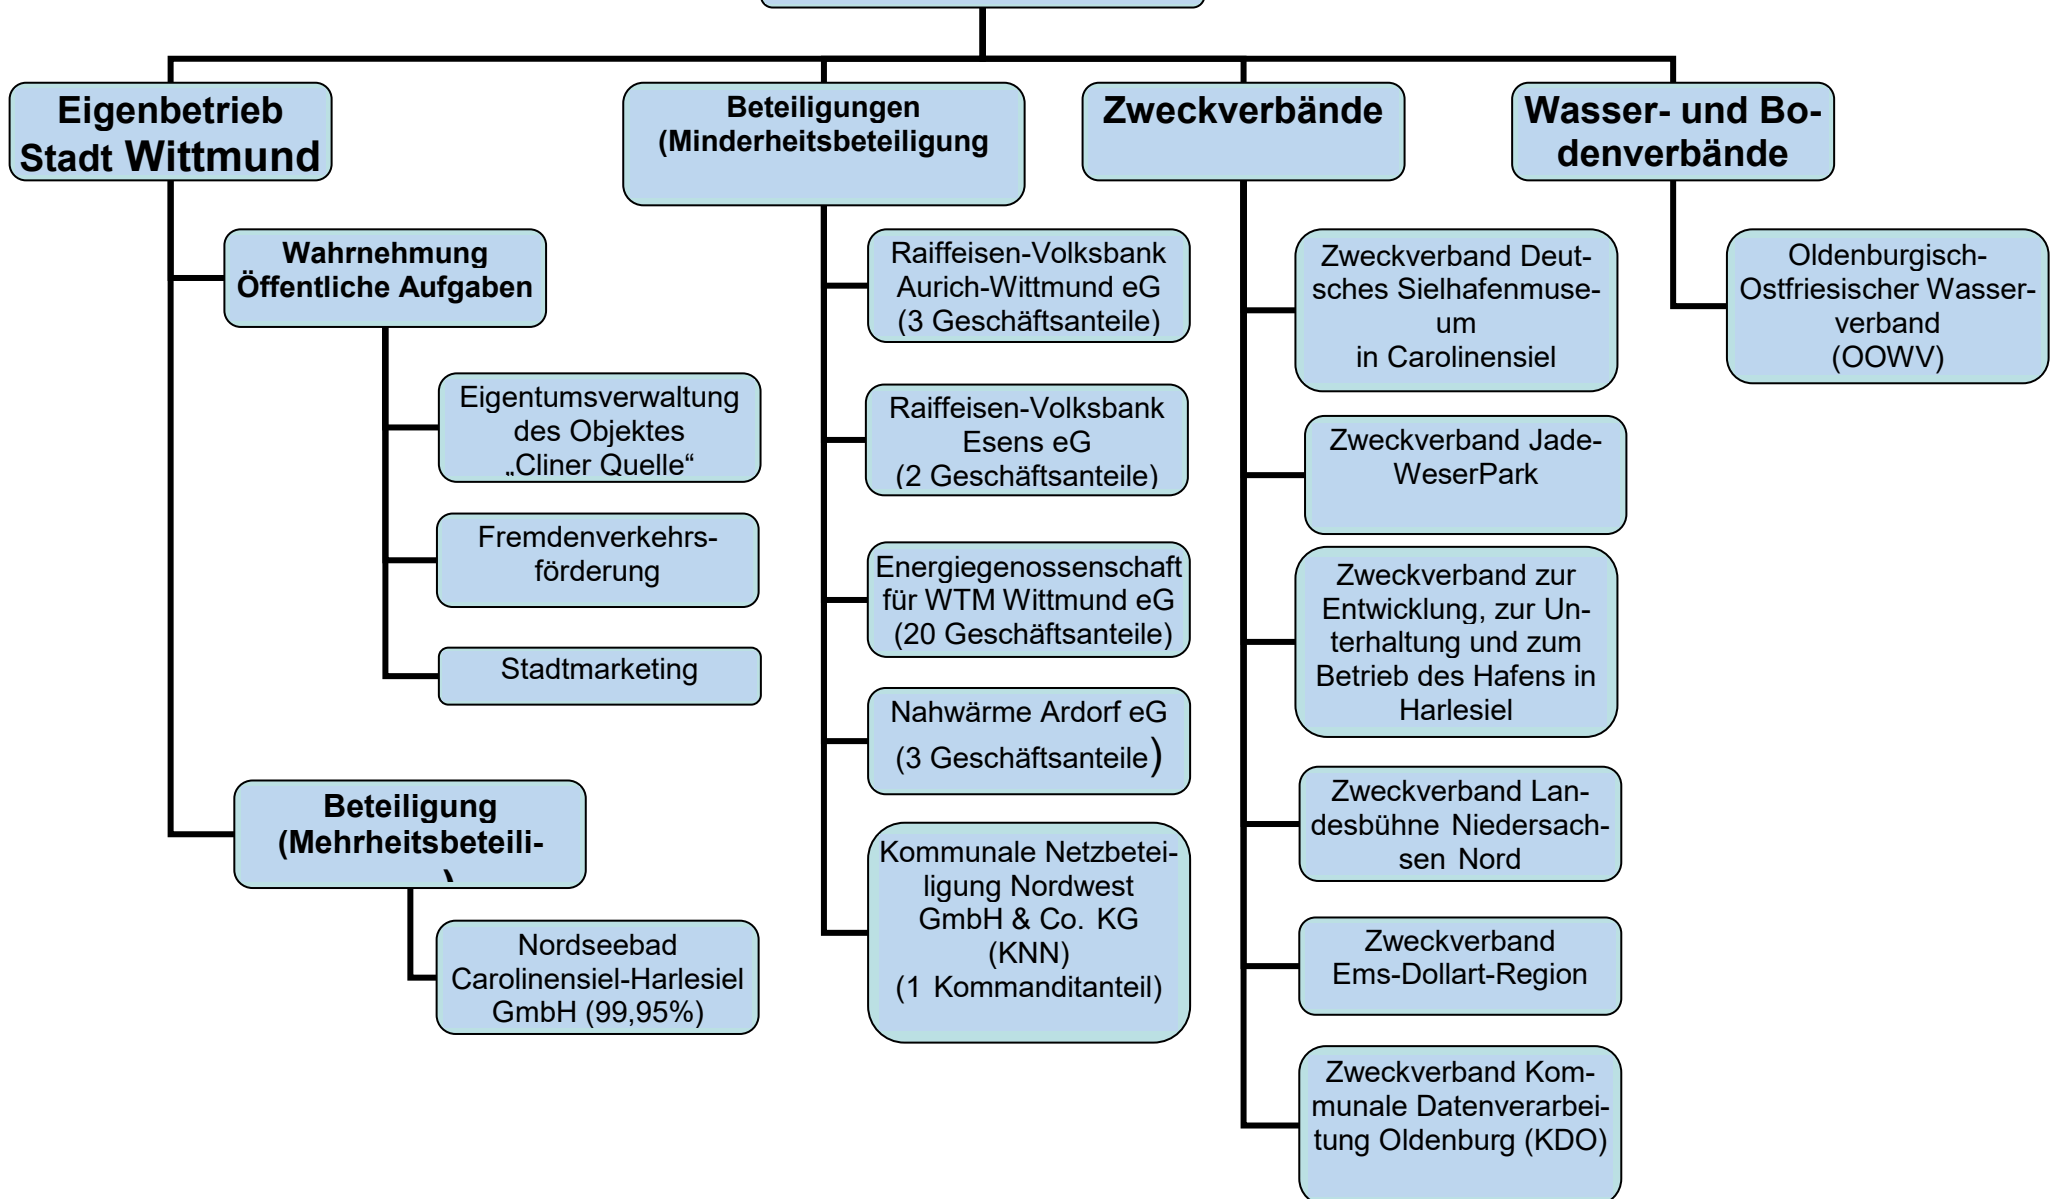 Eigenbetrieb
Stadt Wittmund
Wahrnehmung
Öffentliche Aufgaben
Eigentumsverwaltung
des Objektes
„Cliner Quelle“
Fremdenverkehrs-
förderung
Stadtmarketing
Beteiligung
(Mehrheitsbeteili-
)
Nordseebad
Carolinensiel-Harlesiel
GmbH (99,95%)
Beteiligungen
(Minderheitsbeteiligung
Raiffeisen-Volksbank
Aurich-Wittmund eG
(3 Geschäftsanteile)
Raiffeisen-Volksbank
Esens eG
(2 Geschäftsanteile)
Energiegenossenschaft
für WTM Wittmund eG
(20 Geschäftsanteile)
Nahwärme Ardorf eG
(3 Geschäftsanteile)
Kommunale Netzbetei-
ligung Nordwest
GmbH & Co. KG
(KNN)
(1 Kommanditanteil)
Zweckverbände
Zweckverband Deut-
sches Sielhafenmuse-
um
in Carolinensiel
Zweckverband Jade-
WeserPark
Zweckverband zur
Entwicklung, zur Un-
terhaltung und zum
Betrieb des Hafens in
Harlesiel
Zweckverband Lan-
desbühne Niedersach-
sen Nord
Zweckverband
Ems-Dollart-Region
Zweckverband Kom-
munale Datenverarbei-
tung Oldenburg (KDO)
Wasser- und Bo-
denverbände
Oldenburgisch-
Ostfriesischer Wasser-
verband
(OOWV)